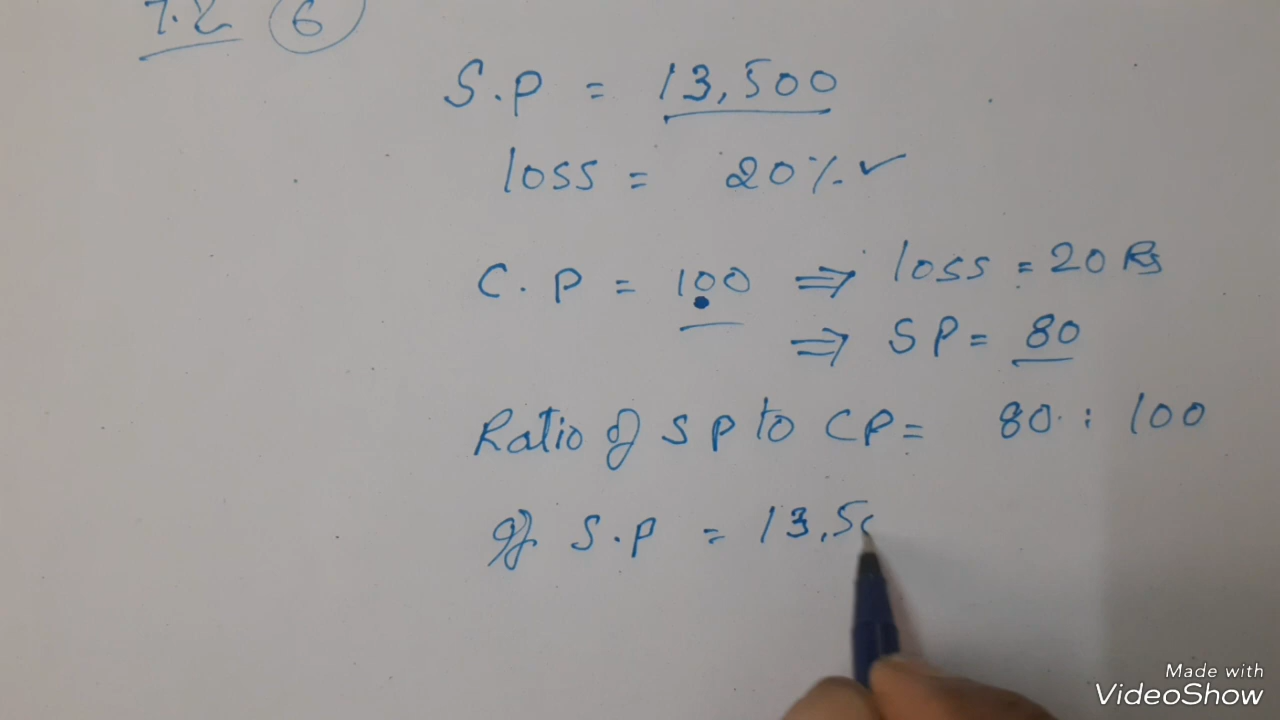 7.2 6
S.P = 13,500
loss = 20% ✓
C.P = 100 ⇒ loss = 20 Rs
⇒ SP = 80
Ratio of SP to CP = 80 : 100
If S.P = 13,50
Made with
VideoShow